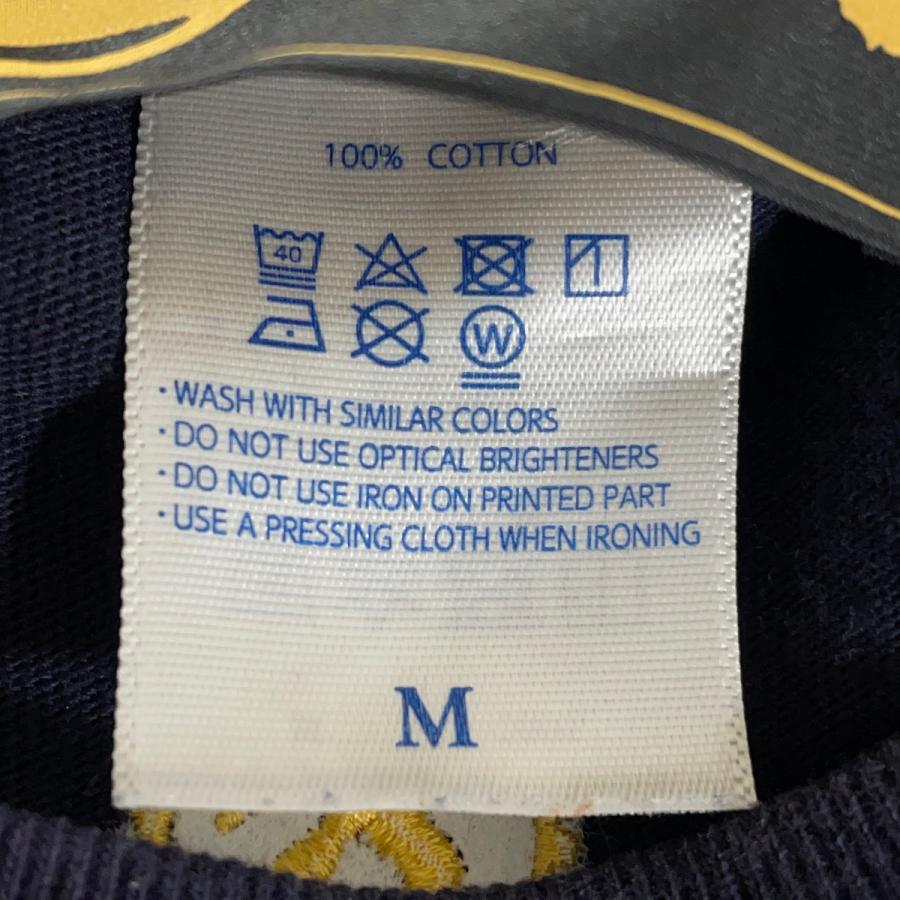 100% COTTON
40
W
· WASH WITH SIMILAR COLORS
· DO NOT USE OPTICAL BRIGHTENERS
· DO NOT USE IRON ON PRINTED PART
· USE A PRESSING CLOTH WHEN IRONING
M